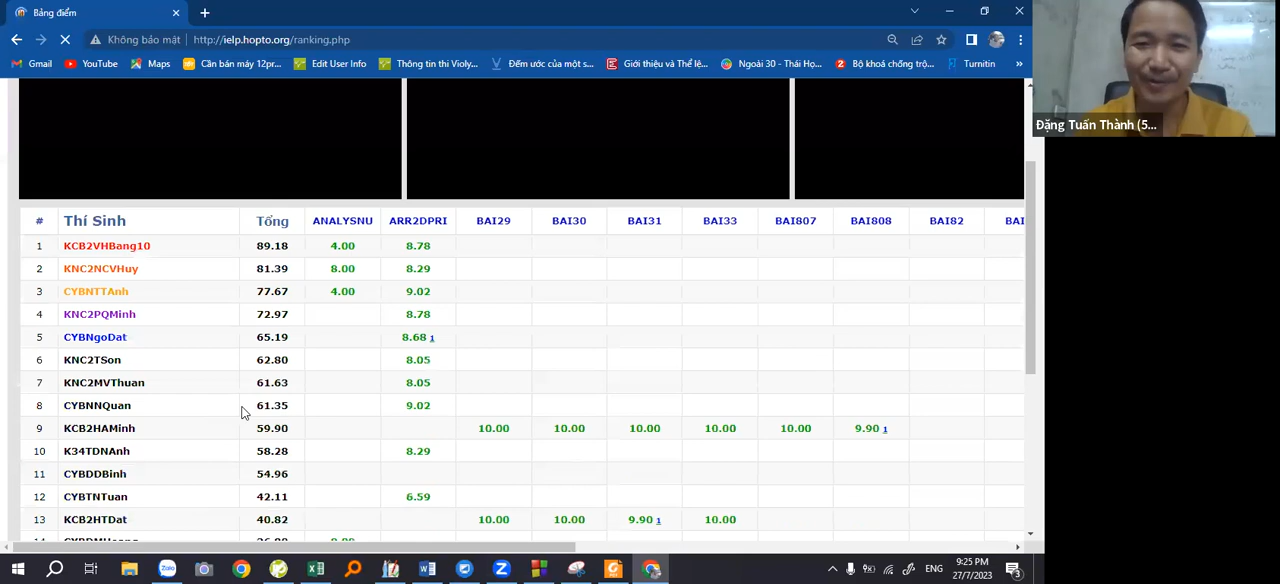 Bảng điểm
Không bảo mật http://ielp.hopto.org/ranking.php
Gmail YouTube Maps Cần bán máy 12pr... Edit User Info Thông tin thi Violy... Đếm ước của một s... Giới thiệu và Thể lệ... Ngoài 30 - Thái Họ... Bộ khoá chống trộ... Turnitin »
Đặng Tuấn Thành (5...
# Thí Sinh Tổng ANALYSNU ARR2DPRI BAI29 BAI30 BAI31 BAI33 BAI807 BAI808 BAI82 BAI
1 KCB2VHBang10 89.18 4.00 8.78
2 KNC2NCVHuy 81.39 8.00 8.29
3 CYBNTTAnh 77.67 4.00 9.02
4 KNC2PQMinh 72.97 8.78
5 CYBNgoDat 65.19 8.68 1
6 KNC2TSon 62.80 8.05
7 KNC2MVThuan 61.63 8.05
8 CYBNNQuan 61.35 9.02
9 KCB2HAMinh 59.90 10.00 10.00 10.00 10.00 10.00 9.90 1
10 K34TDNAnh 58.28 8.29
11 CYBDDBinh 54.96
12 CYBTNTuan 42.11 6.59
13 KCB2HTDat 40.82 10.00 10.00 9.90 1 10.00
ENG 9:25 PM
27/7/2023 3